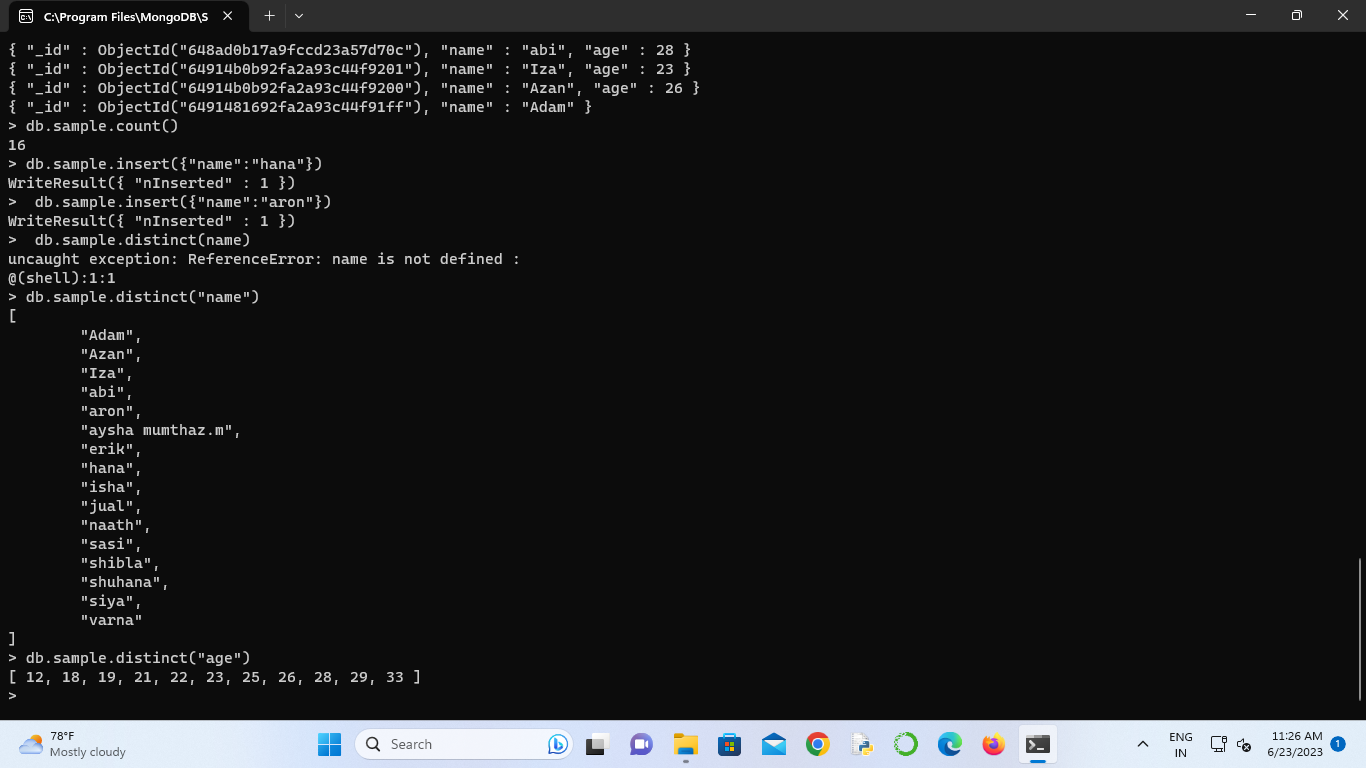 C:\Program Files\MongoDB\S
{ "_id" : ObjectId("648ad0b17a9fccd23a57d70c"), "name" : "abi", "age" : 28 }
{ "_id" : ObjectId("64914b0b92fa2a93c44f9201"), "name" : "Iza", "age" : 23 }
{ "_id" : ObjectId("64914b0b92fa2a93c44f9200"), "name" : "Azan", "age" : 26 }
{ "_id" : ObjectId("6491481692fa2a93c44f91ff"), "name" : "Adam" }
> db.sample.count()
16
> db.sample.insert({"name":"hana"})
WriteResult({ "nInserted" : 1 })
>  db.sample.insert({"name":"aron"})
WriteResult({ "nInserted" : 1 })
>  db.sample.distinct(name)
uncaught exception: ReferenceError: name is not defined :
@(shell):1:1
> db.sample.distinct("name")
[
        "Adam",
        "Azan",
        "Iza",
        "abi",
        "aron",
        "aysha mumthaz.m",
        "erik",
        "hana",
        "isha",
        "jual",
        "naath",
        "sasi",
        "shibla",
        "shuhana",
        "siya",
        "varna"
]
> db.sample.distinct("age")
[ 12, 18, 19, 21, 22, 23, 25, 26, 28, 29, 33 ]
>
78°F
Mostly cloudy
Search
ENG
IN
11:26 AM
6/23/2023
1